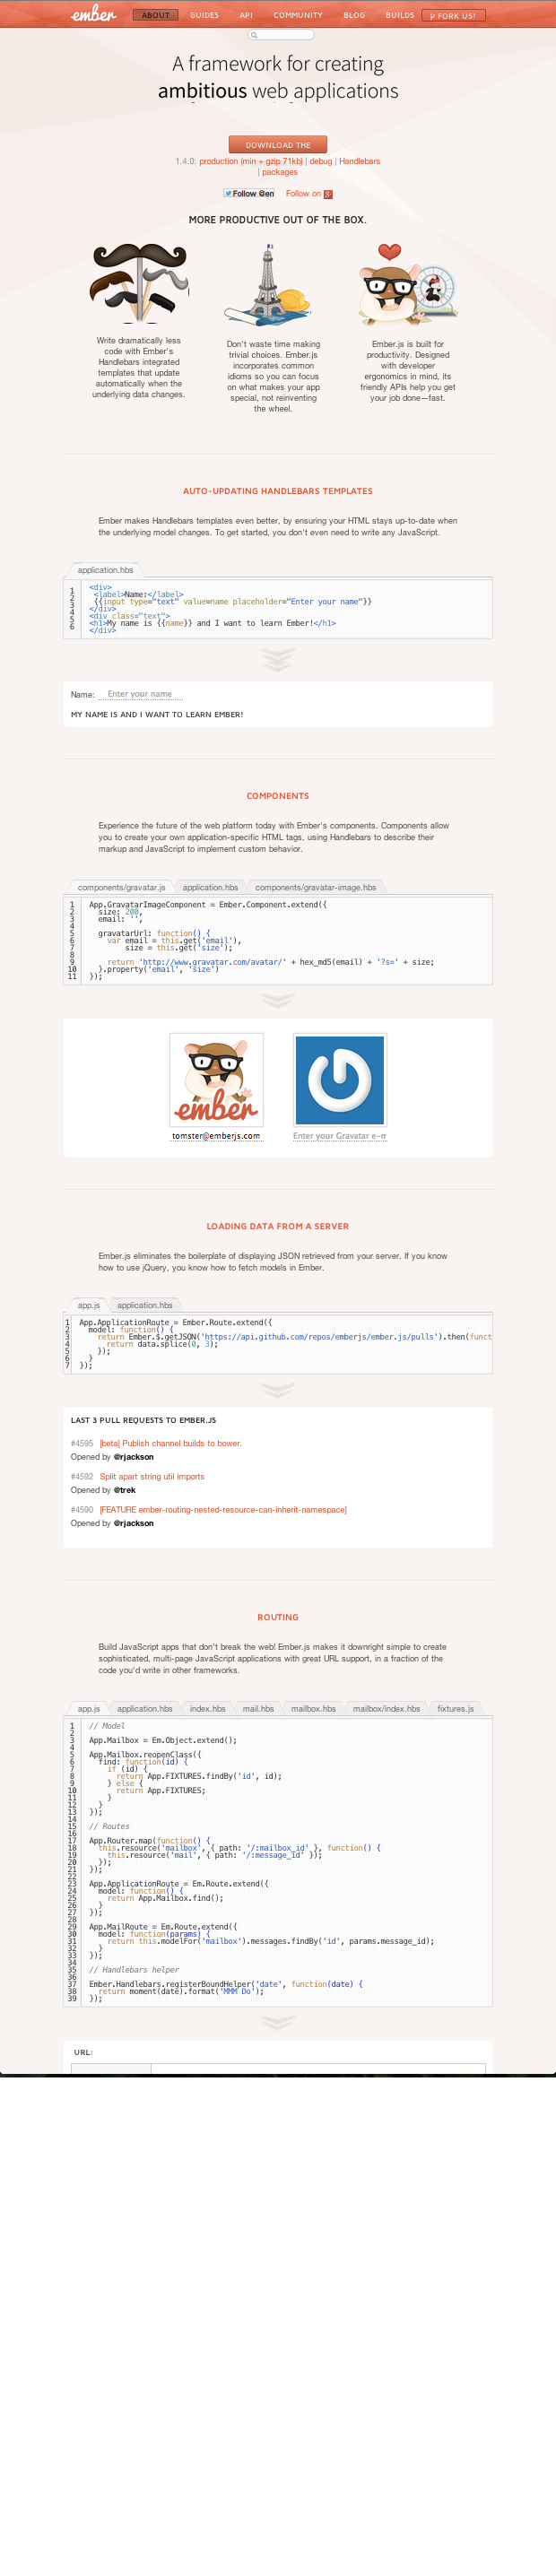 ember
ABOUT GUIDES API COMMUNITY BLOG BUILDS FORK US!
A framework for creating
ambitious web applications
DOWNLOAD THE
1.4.0: production (min + gzip 71kb) | debug | Handlebars
| packages
Follow @en Follow on
MORE PRODUCTIVE OUT OF THE BOX.
Write dramatically less
code with Ember's
Handlebars integrated
templates that update
automatically when the
underlying data changes.
Don't waste time making
trivial choices. Ember.js
incorporates common
idioms so you can focus
on what makes your app
special, not reinventing
the wheel.
Ember.js is built for
productivity. Designed
with developer
ergonomics in mind, its
friendly APIs help you get
your job done—fast.
AUTO-UPDATING HANDLEBARS TEMPLATES
Ember makes Handlebars templates even better, by ensuring your HTML stays up-to-date when
the underlying model changes. To get started, you don't even need to write any JavaScript.
application.hbs
1 <div>
2 <label>Name:</label>
3 {{input type="text" value=name placeholder="Enter your name"}}
4 </div>
5 <div class="text">
6 <h1>My name is {{name}} and I want to learn Ember!</h1>
</div>
Name: Enter your name
MY NAME IS AND I WANT TO LEARN EMBER!
COMPONENTS
Experience the future of the web platform today with Ember's components. Components allow
you to create your own application-specific HTML tags, using Handlebars to describe their
markup and JavaScript to implement custom behavior.
components/gravatar.js application.hbs components/gravatar-image.hbs
1 App.GravatarImageComponent = Ember.Component.extend({
2 size: 200,
3 email: '',
4
5 gravatarUrl: function() {
6 var email = this.get('email'),
7 size = this.get('size');
8
9 return 'http://www.gravatar.com/avatar/' + hex_md5(email) + '?s=' + size;
10 }.property('email', 'size')
11 });
ember
tomster@emberjs.com Enter your Gravatar e-m
LOADING DATA FROM A SERVER
Ember.js eliminates the boilerplate of displaying JSON retrieved from your server. If you know
how to use jQuery, you know how to fetch models in Ember.
app.js application.hbs
1 App.ApplicationRoute = Ember.Route.extend({
2 model: function() {
3 return Ember.$.getJSON('https://api.github.com/repos/emberjs/ember.js/pulls').then(funct
4 return data.splice(0, 3);
5 });
6 }
7 });
LAST 3 PULL REQUESTS TO EMBER.JS
#4595 [beta] Publish channel builds to bower.
Opened by @rjackson
#4592 Split apart string util imports
Opened by @trek
#4590 [FEATURE ember-routing-nested-resource-can-inherit-namespace]
Opened by @rjackson
ROUTING
Build JavaScript apps that don't break the web! Ember.js makes it downright simple to create
sophisticated, multi-page JavaScript applications with great URL support, in a fraction of the
code you'd write in other frameworks.
app.js application.hbs index.hbs mail.hbs mailbox.hbs mailbox/index.hbs fixtures.js
1 // Model
2
3 App.Mailbox = Em.Object.extend();
4
5 App.Mailbox.reopenClass({
6 find: function(id) {
7 if (id) {
8 return App.FIXTURES.findBy('id', id);
9 } else {
10 return App.FIXTURES;
11 }
12 }
13 });
14
15 // Routes
16
17 App.Router.map(function() {
18 this.resource('mailbox', { path: '/:mailbox_id' }, function() {
19 this.resource('mail', { path: '/:message_id' });
20 });
21 });
22
23 App.ApplicationRoute = Em.Route.extend({
24 model: function() {
25 return App.Mailbox.find();
26 }
27 });
28
29 App.MailRoute = Em.Route.extend({
30 model: function(params) {
31 return this.modelFor('mailbox').messages.findBy('id', params.message_id);
32 }
33 });
34
35 // Handlebars helper
36
37 Ember.Handlebars.registerBoundHelper('date', function(date) {
38 return moment(date).format('MMM Do');
39 });
URL: